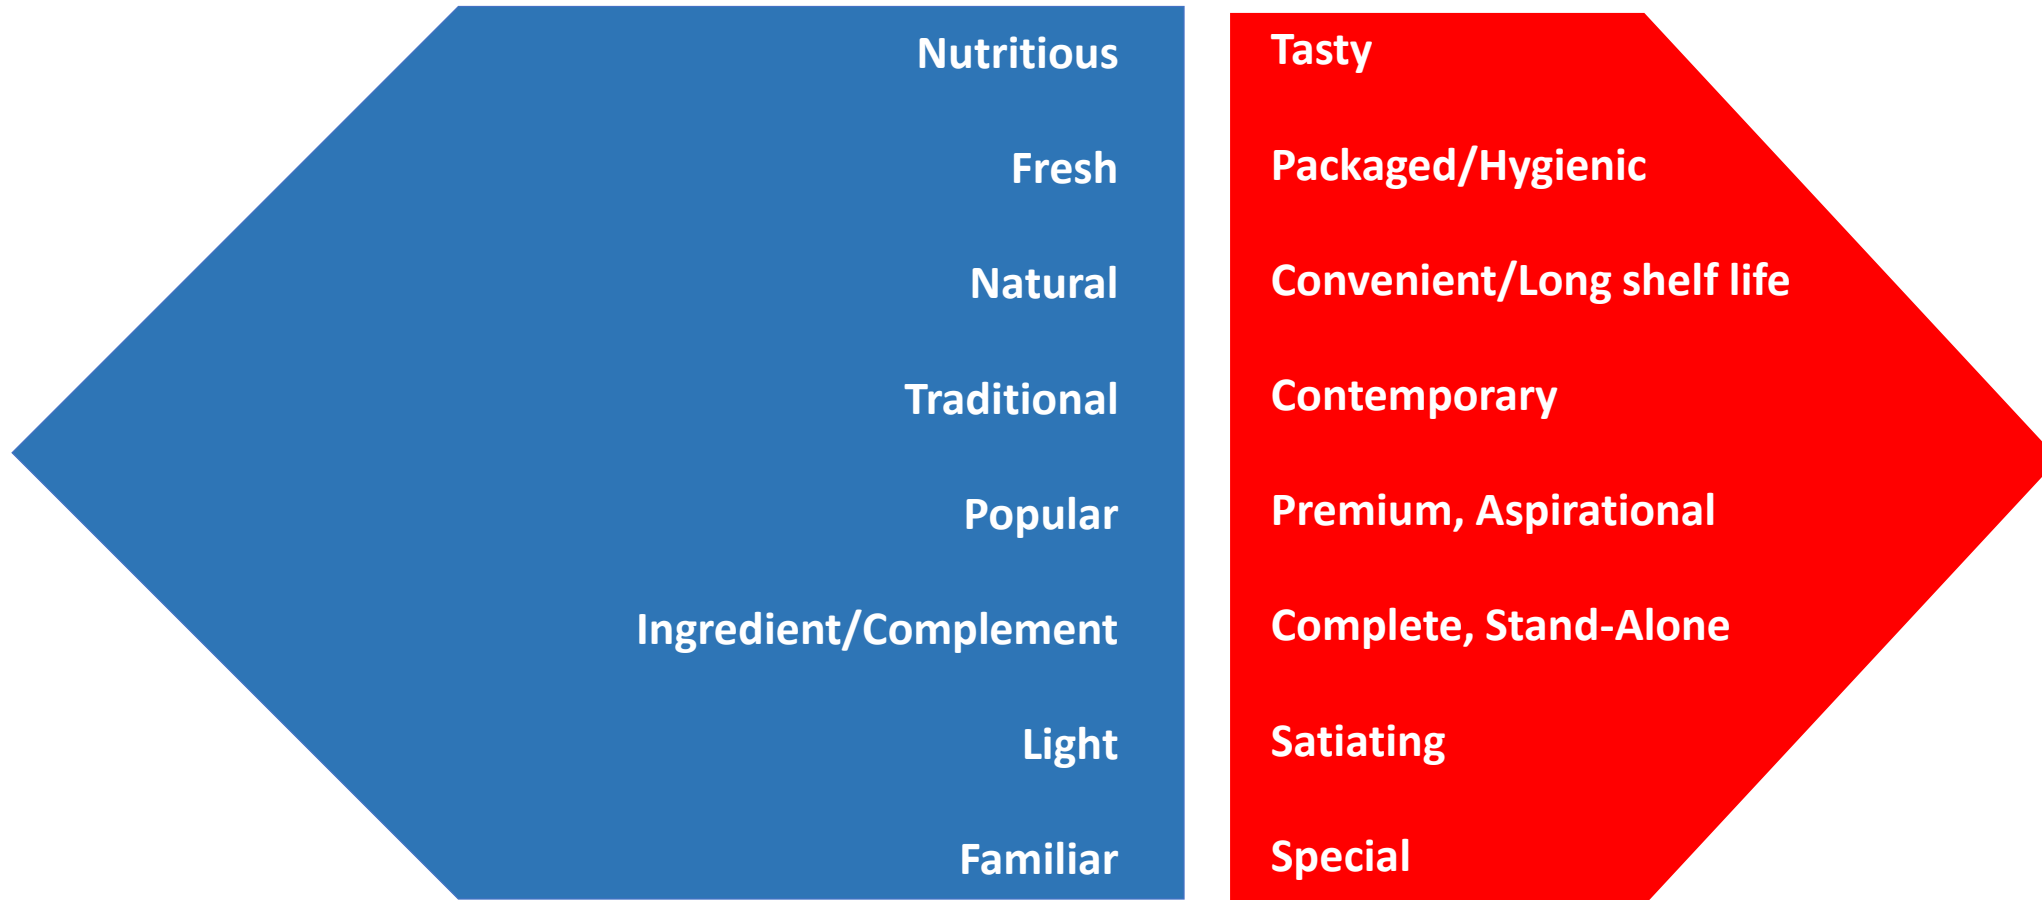 Nutritious
Tasty
Fresh
Packaged/Hygienic
Natural
Convenient/Long shelf life
Traditional
Contemporary
Popular
Premium, Aspirational
Ingredient/Complement
Complete, Stand-Alone
Light
Satiating
Familiar
Special